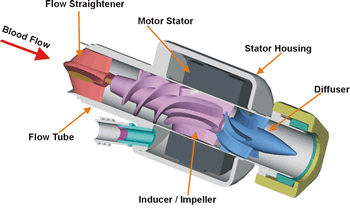 Flow Straightener
Motor Stator
Blood Flow
Stator Housing
Diffuser
Flow Tube
Inducer / Impeller